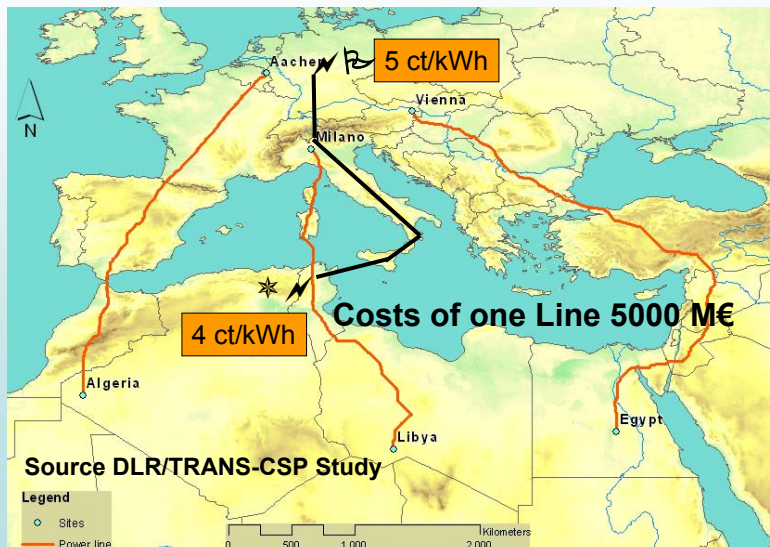 Aachen
5 ct/kWh
Vienna
N
Milano
Costs of one Line 5000 M€
4 ct/kWh
Algeria
Egypt
Libya
Source DLR/TRANS-CSP Study
Legend
Sites
Power line
Kilometers
0 500 1.000 2.000